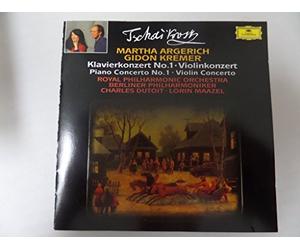 Tschaikowsky
MARTHA ARGERICH
GIDON KREMER
Klavierkonzert No.1 · Violinkonzert
Piano Concerto No.1 · Violin Concerto
ROYAL PHILHARMONIC ORCHESTRA
BERLINER PHILHARMONIKER
CHARLES DUTOIT · LORIN MAAZEL